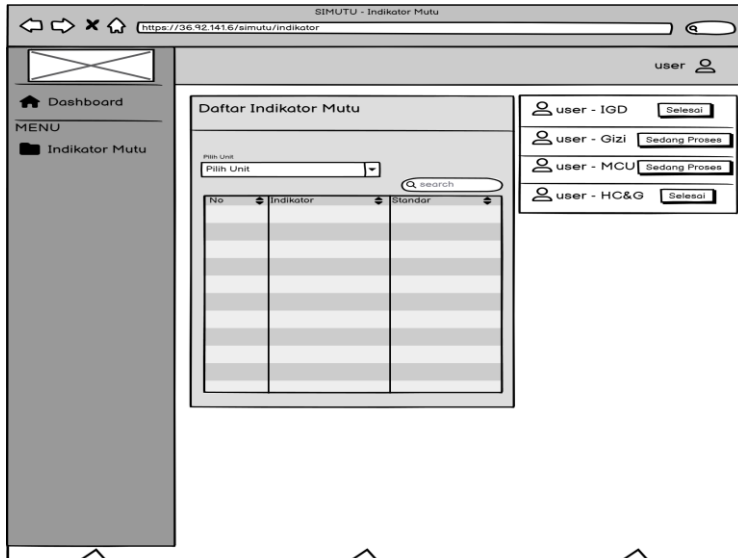 SIMUTU - Indikator Mutu
https://36.92.141.6/simutu/indikator
user
Dashboard
MENU
Indikator Mutu
Daftar Indikator Mutu
Pilih Unit
Pilih Unit
search
No Indikator Standar
user - IGD Selesai
user - Gizi Sedang Proses
user - MCU Sedang Proses
user - HC&G Selesai